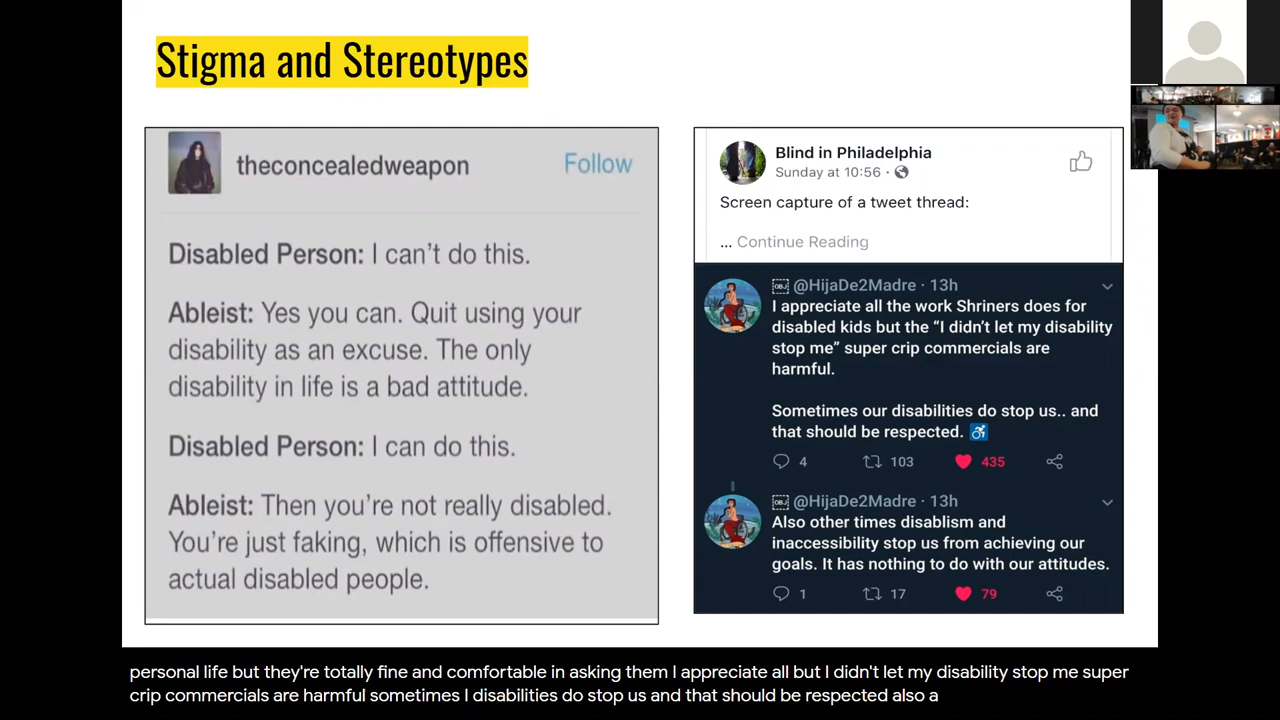 Stigma and Stereotypes
theconcealedweapon
Follow
Disabled Person: I can't do this.
Ableist: Yes you can. Quit using your
disability as an excuse. The only
disability in life is a bad attitude.
Disabled Person: I can do this.
Ableist: Then you're not really disabled.
You're just faking, which is offensive to
actual disabled people.
Blind in Philadelphia
Sunday at 10:56 ·
Screen capture of a tweet thread:
... Continue Reading
OBJ @HijaDe2Madre · 13h
I appreciate all the work Shriners does for
disabled kids but the “I didn't let my disability
stop me” super crip commercials are
harmful.
Sometimes our disabilities do stop us.. and
that should be respected. ♿
4 103 435
OBJ @HijaDe2Madre · 13h
Also other times disablism and
inaccessibility stop us from achieving our
goals. It has nothing to do with our attitudes.
1 17 79
personal life but they're totally fine and comfortable in asking them I appreciate all but I didn't let my disability stop me super
crip commercials are harmful sometimes I disabilities do stop us and that should be respected also a